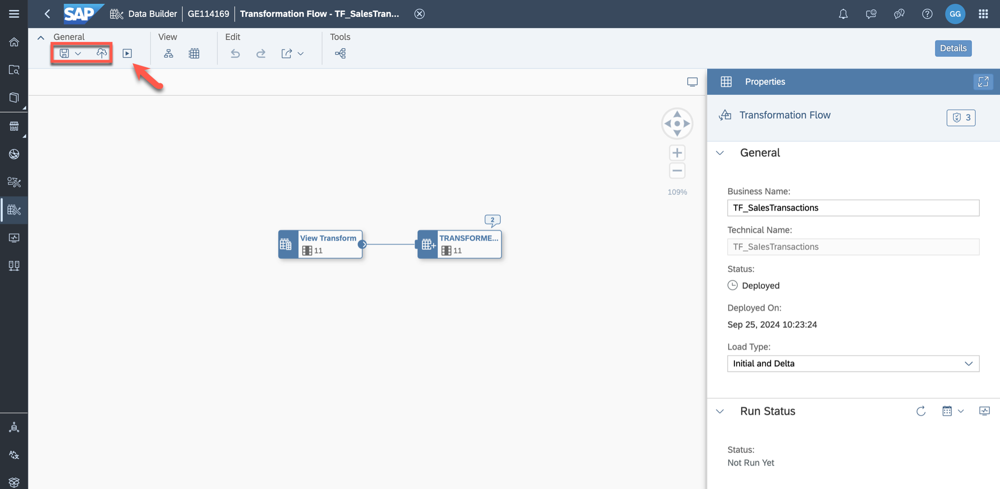 SAP
Data Builder
GE114169
Transformation Flow - TF_SalesTran...
GG
General
View
Edit
Tools
Details
Properties
Transformation Flow
3
General
109%
Business Name:
TF_SalesTransactions
2
Technical Name:
View Transform
11
TRANSFORME...
11
TF_SalesTransactions
Status:
Deployed
Deployed On:
Sep 25, 2024 10:23:24
Load Type:
Initial and Delta
Run Status
Status:
Not Run Yet